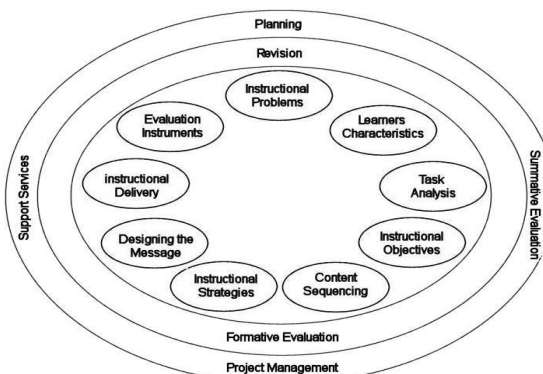 Planning
Revision
Instructional
Problems
Evaluation
Instruments
Learners
Characteristics
instructional
Delivery
Task
Analysis
Support Services
Summative Evaluation
Designing the
Message
Instructional
Objectives
Instructional
Strategies
Content
Sequencing
Formative Evaluation
Project Management